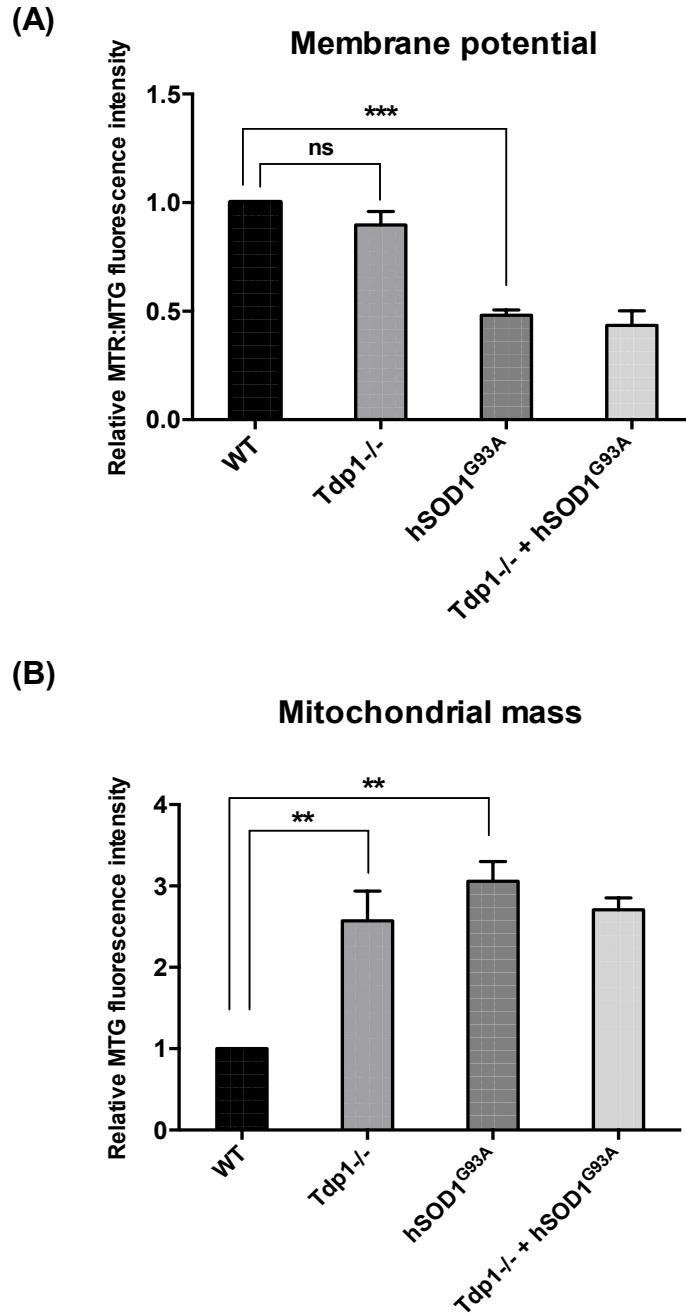 (A)
Membrane potential
Relative MTR:MTG fluorescence intensity
1.5
1.0
0.5
0.0
***
ns
WT
Tdp1-/-
hSOD1G93A
Tdp1-/- + hSOD1G93A
(B)
Mitochondrial mass
Relative MTG fluorescence intensity
4
3
2
1
0
**
**
WT
Tdp1-/-
hSOD1G93A
Tdp1-/- + hSOD1G93A